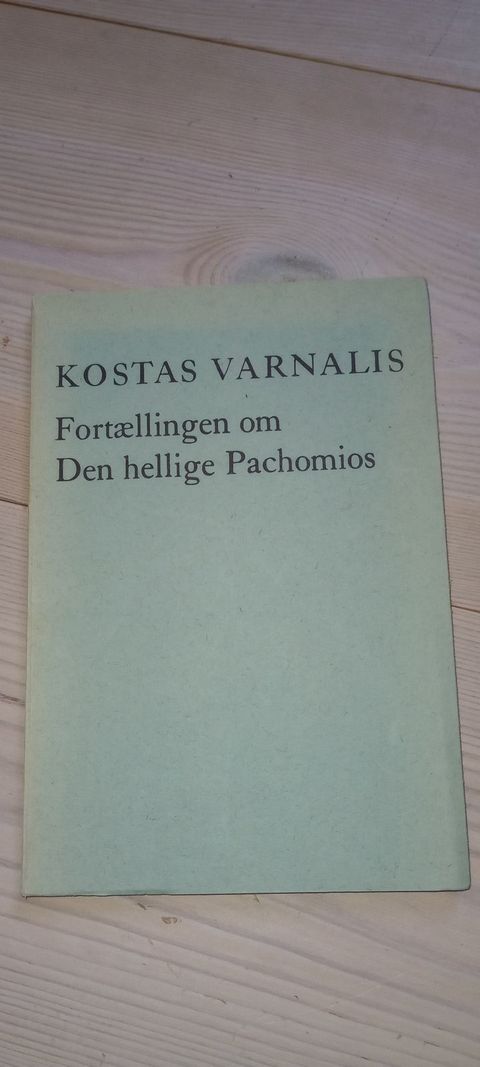 KOSTAS VARNALIS
Fortællingen om
Den hellige Pachomios